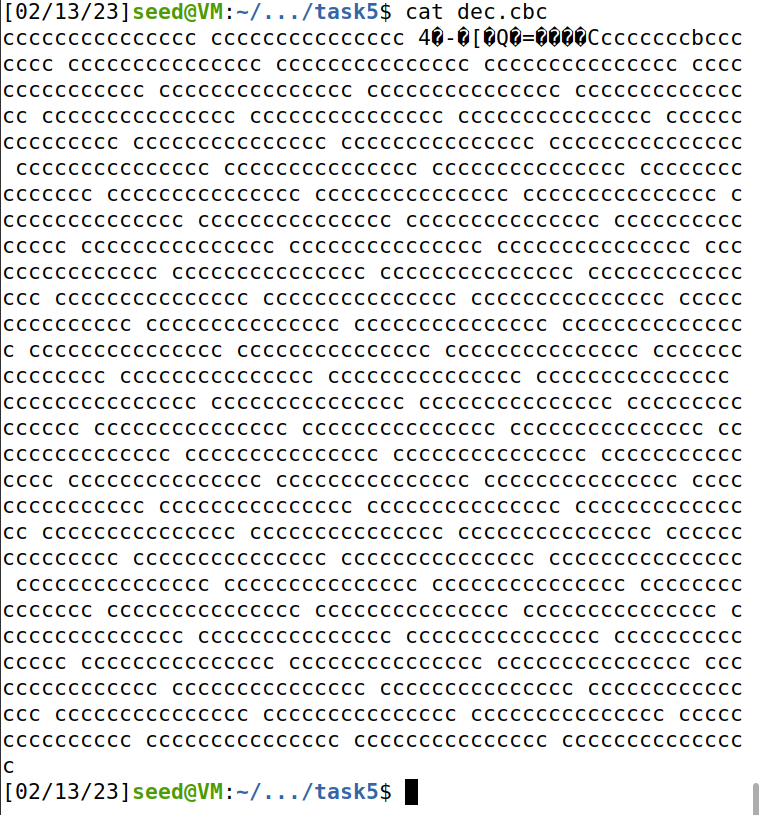 [02/13/23]seed@VM:~/.../task5$ cat dec.cbc
ccccccccccccccc ccccccccccccccc 4�-�[�Q�=����Ccccccccbccc
cccc ccccccccccccccc ccccccccccccccc ccccccccccccccc cccc
ccccccccccc ccccccccccccccc ccccccccccccccc ccccccccccccc
cc ccccccccccccccc ccccccccccccccc ccccccccccccccc cccccc
ccccccccc ccccccccccccccc ccccccccccccccc ccccccccccccccc
 ccccccccccccccc ccccccccccccccc ccccccccccccccc cccccccc
ccccccc ccccccccccccccc ccccccccccccccc ccccccccccccccc c
cccccccccccccc ccccccccccccccc ccccccccccccccc cccccccccc
ccccc ccccccccccccccc ccccccccccccccc ccccccccccccccc ccc
cccccccccccc ccccccccccccccc ccccccccccccccc cccccccccccc
ccc ccccccccccccccc ccccccccccccccc ccccccccccccccc ccccc
cccccccccc ccccccccccccccc ccccccccccccccc cccccccccccccc
c ccccccccccccccc ccccccccccccccc ccccccccccccccc ccccccc
cccccccc ccccccccccccccc ccccccccccccccc ccccccccccccccc 
ccccccccccccccc ccccccccccccccc ccccccccccccccc ccccccccc
cccccc ccccccccccccccc ccccccccccccccc ccccccccccccccc cc
ccccccccccccc ccccccccccccccc ccccccccccccccc ccccccccccc
cccc ccccccccccccccc ccccccccccccccc ccccccccccccccc cccc
ccccccccccc ccccccccccccccc ccccccccccccccc ccccccccccccc
cc ccccccccccccccc ccccccccccccccc ccccccccccccccc cccccc
ccccccccc ccccccccccccccc ccccccccccccccc ccccccccccccccc
 ccccccccccccccc ccccccccccccccc ccccccccccccccc cccccccc
ccccccc ccccccccccccccc ccccccccccccccc ccccccccccccccc c
cccccccccccccc ccccccccccccccc ccccccccccccccc cccccccccc
ccccc ccccccccccccccc ccccccccccccccc ccccccccccccccc ccc
cccccccccccc ccccccccccccccc ccccccccccccccc cccccccccccc
ccc ccccccccccccccc ccccccccccccccc ccccccccccccccc ccccc
cccccccccc ccccccccccccccc ccccccccccccccc cccccccccccccc
c
[02/13/23]seed@VM:~/.../task5$